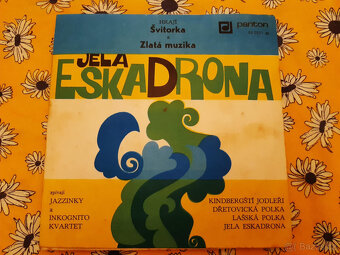 HRAJÍ
Švitorka
a
Zlatá muzika
panton
JELA
ESKADRONA
zpívají
JAZZINKY
a
INKOGNITO
KVARTET
KINDBERGŠTÍ JODLEŘI
DŘETOVICKÁ POLKA
LAŠSKÁ POLKA
JELA ESKADRONA